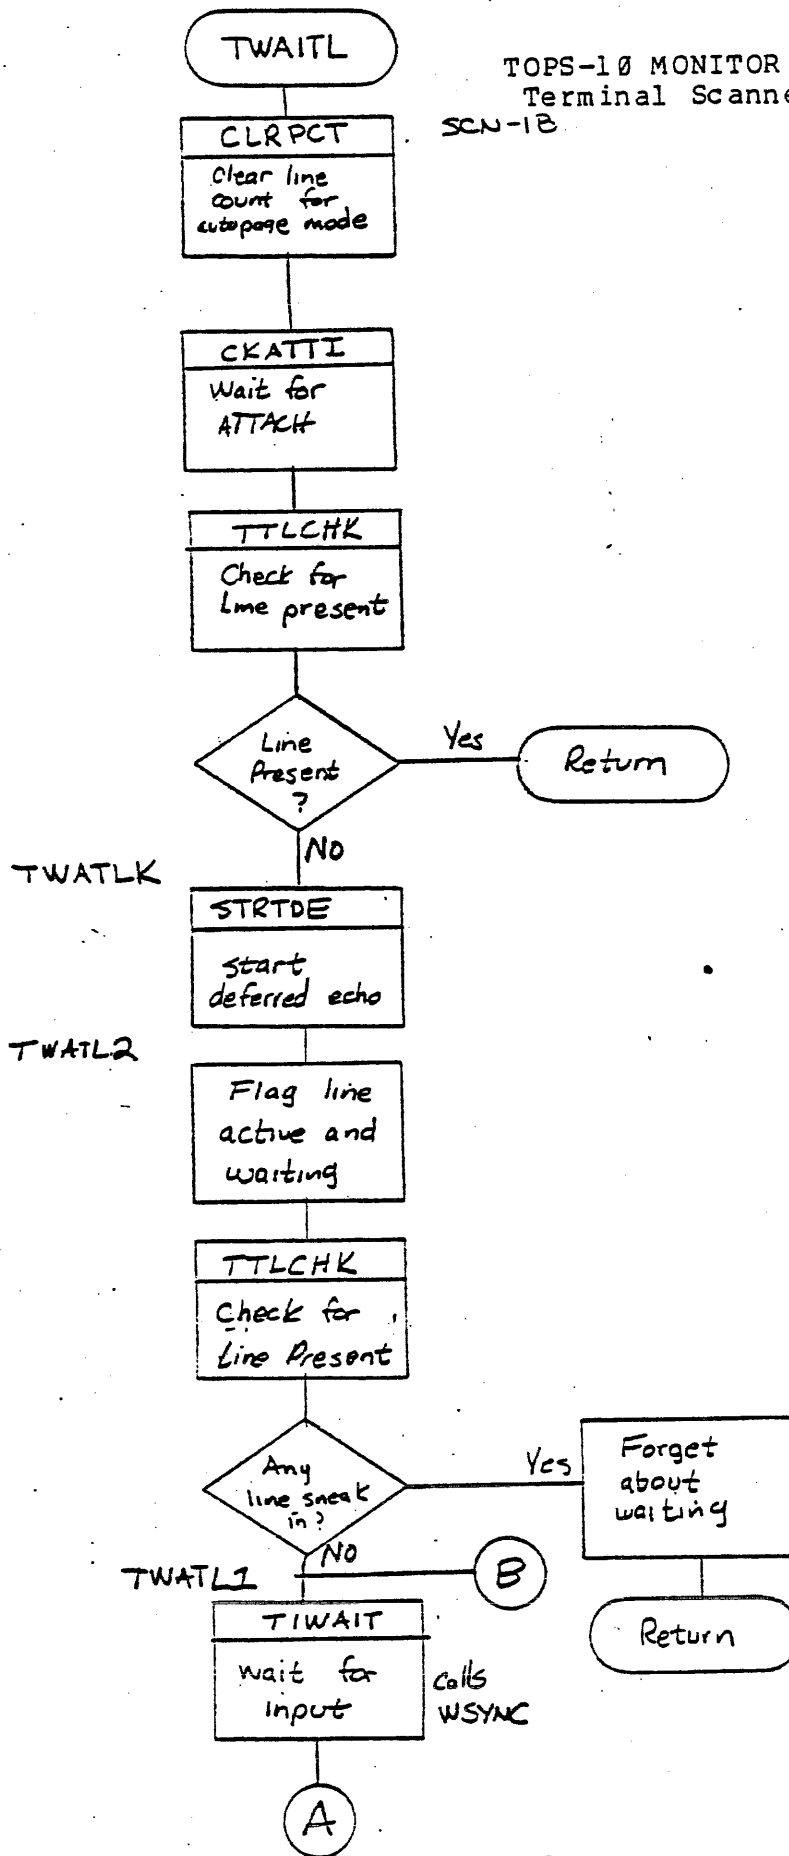 TWAITL
TOPS-10 MONITOR
Terminal Scanne
SCN-18
CLRPCT
Clear line
count for
autopage mode
CKATTI
Wait for
ATTACH
TTLCHK
Check for
line present
Line
Present
?
Yes
Return
NO
TWATLK
STRTDE
start
deferred echo
TWATL2
Flag line
active and
waiting
TTLCHK
Check for
Line Present
Any
line sneak
in?
Yes
Forget
about
waiting
Return
NO
TWATL1
B
TIWAIT
wait for
input
calls
WSYNC
A